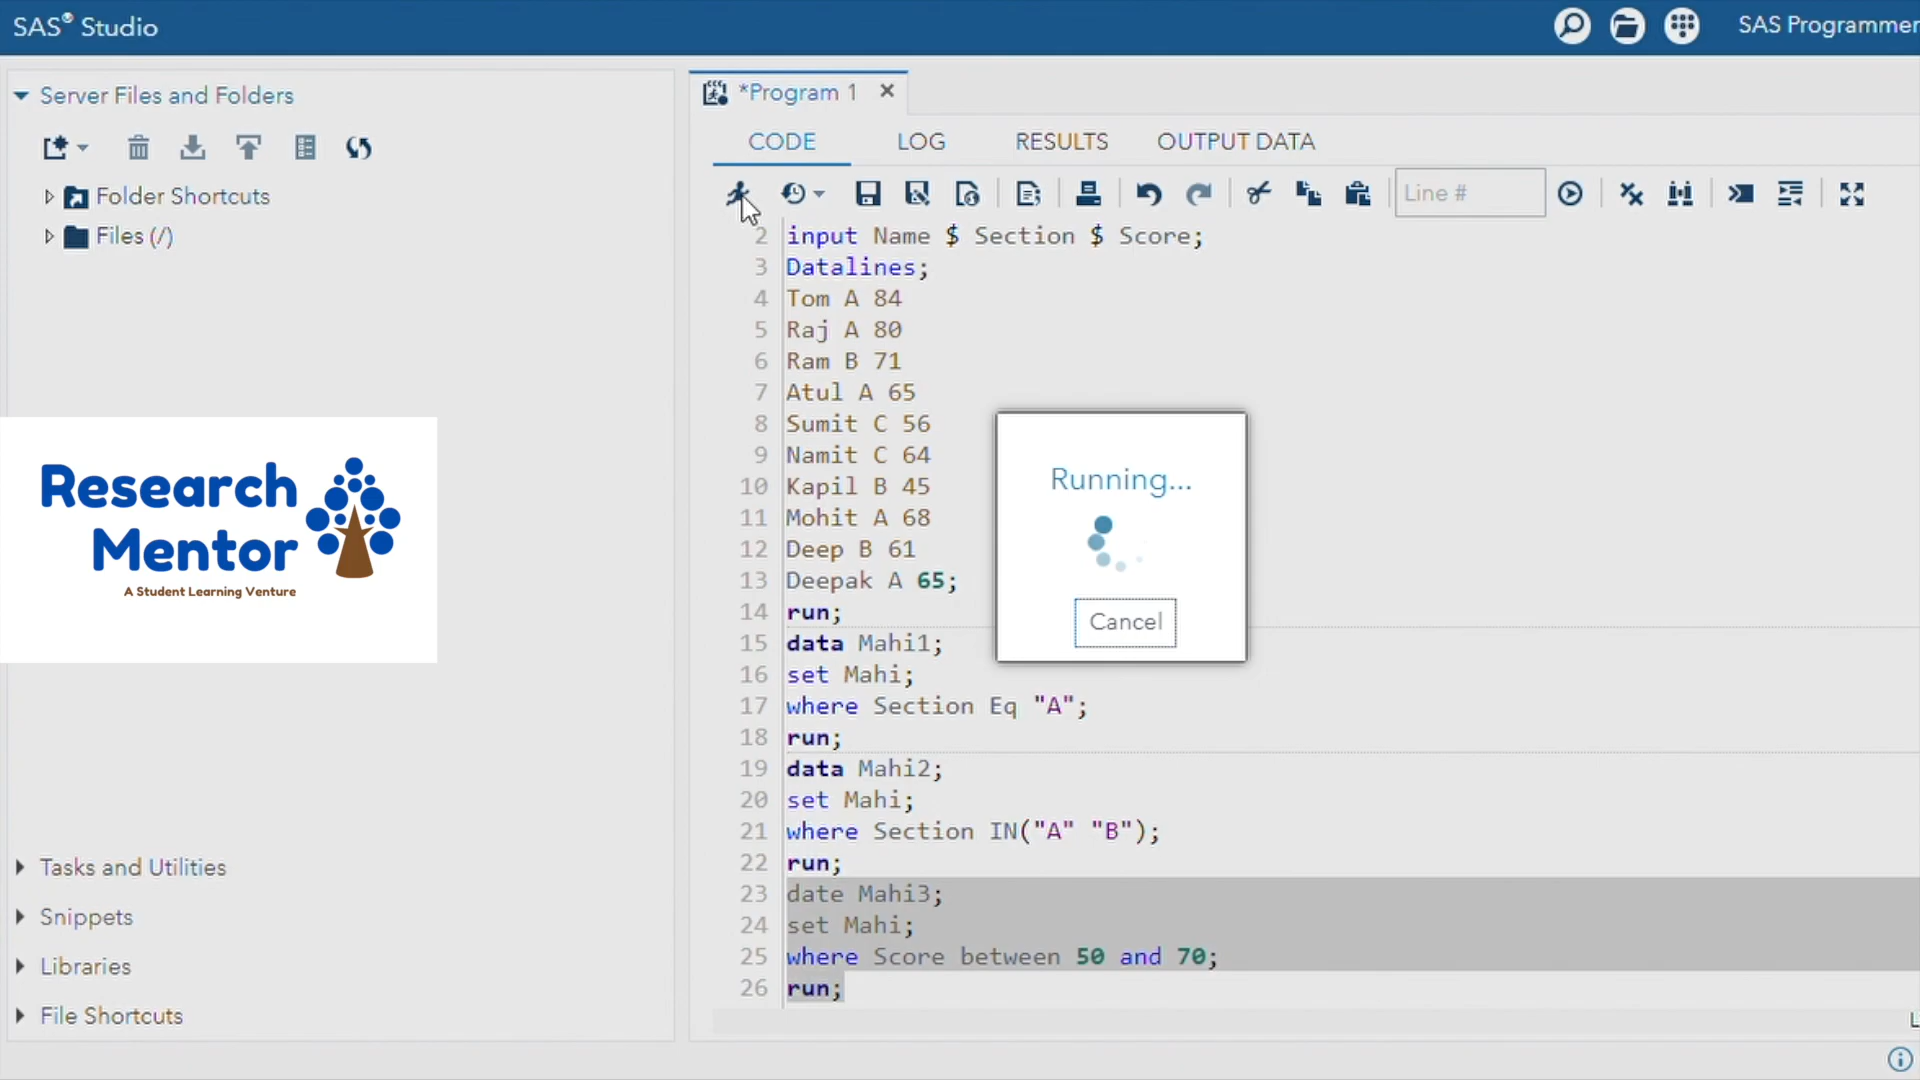 SAS® Studio
SAS Programmer
Server Files and Folders
Folder Shortcuts
Files (/)
Research
Mentor
A Student Learning Venture
Tasks and Utilities
Snippets
Libraries
File Shortcuts
*Program 1
CODE LOG RESULTS OUTPUT DATA
Line #
2 input Name $ Section $ Score;
3 Datalines;
4 Tom A 84
5 Raj A 80
6 Ram B 71
7 Atul A 65
8 Sumit C 56
9 Namit C 64
10 Kapil B 45
11 Mohit A 68
12 Deep B 61
13 Deepak A 65;
14 run;
15 data Mahi1;
16 set Mahi;
17 where Section Eq "A";
18 run;
19 data Mahi2;
20 set Mahi;
21 where Section IN("A" "B");
22 run;
23 date Mahi3;
24 set Mahi;
25 where Score between 50 and 70;
26 run;
Running...
Cancel